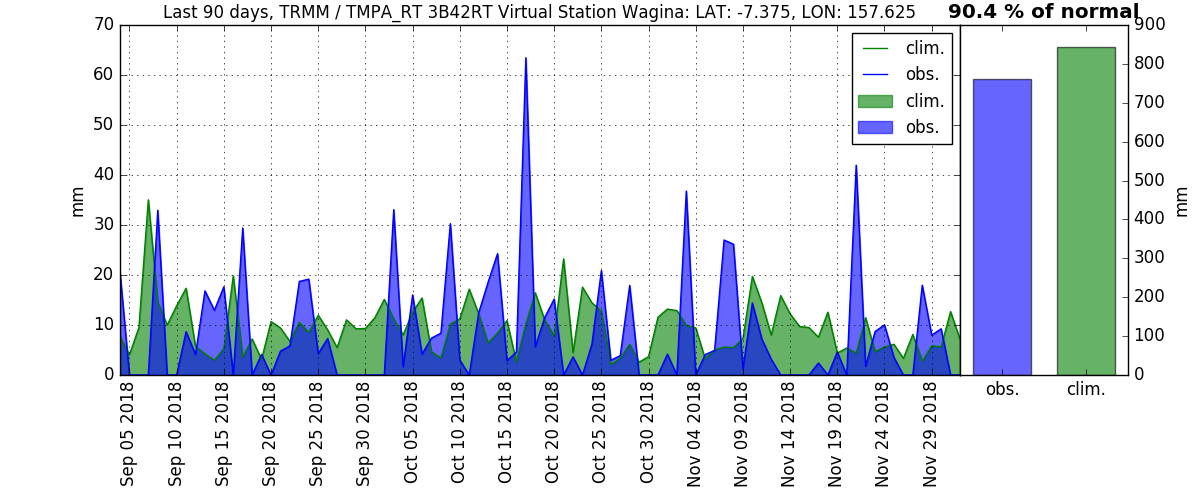 Last 90 days, TRMM / TMPA_RT 3B42RT Virtual Station Wagina: LAT: -7.375, LON: 157.625
90.4 % of normal
70
60
50
40
30
20
10
0
mm
clim.
obs.
clim.
obs.
900
800
700
600
500
400
300
200
100
0
mm
obs.
clim.
Sep 05 2018
Sep 10 2018
Sep 15 2018
Sep 20 2018
Sep 25 2018
Sep 30 2018
Oct 05 2018
Oct 10 2018
Oct 15 2018
Oct 20 2018
Oct 25 2018
Oct 30 2018
Nov 04 2018
Nov 09 2018
Nov 14 2018
Nov 19 2018
Nov 24 2018
Nov 29 2018